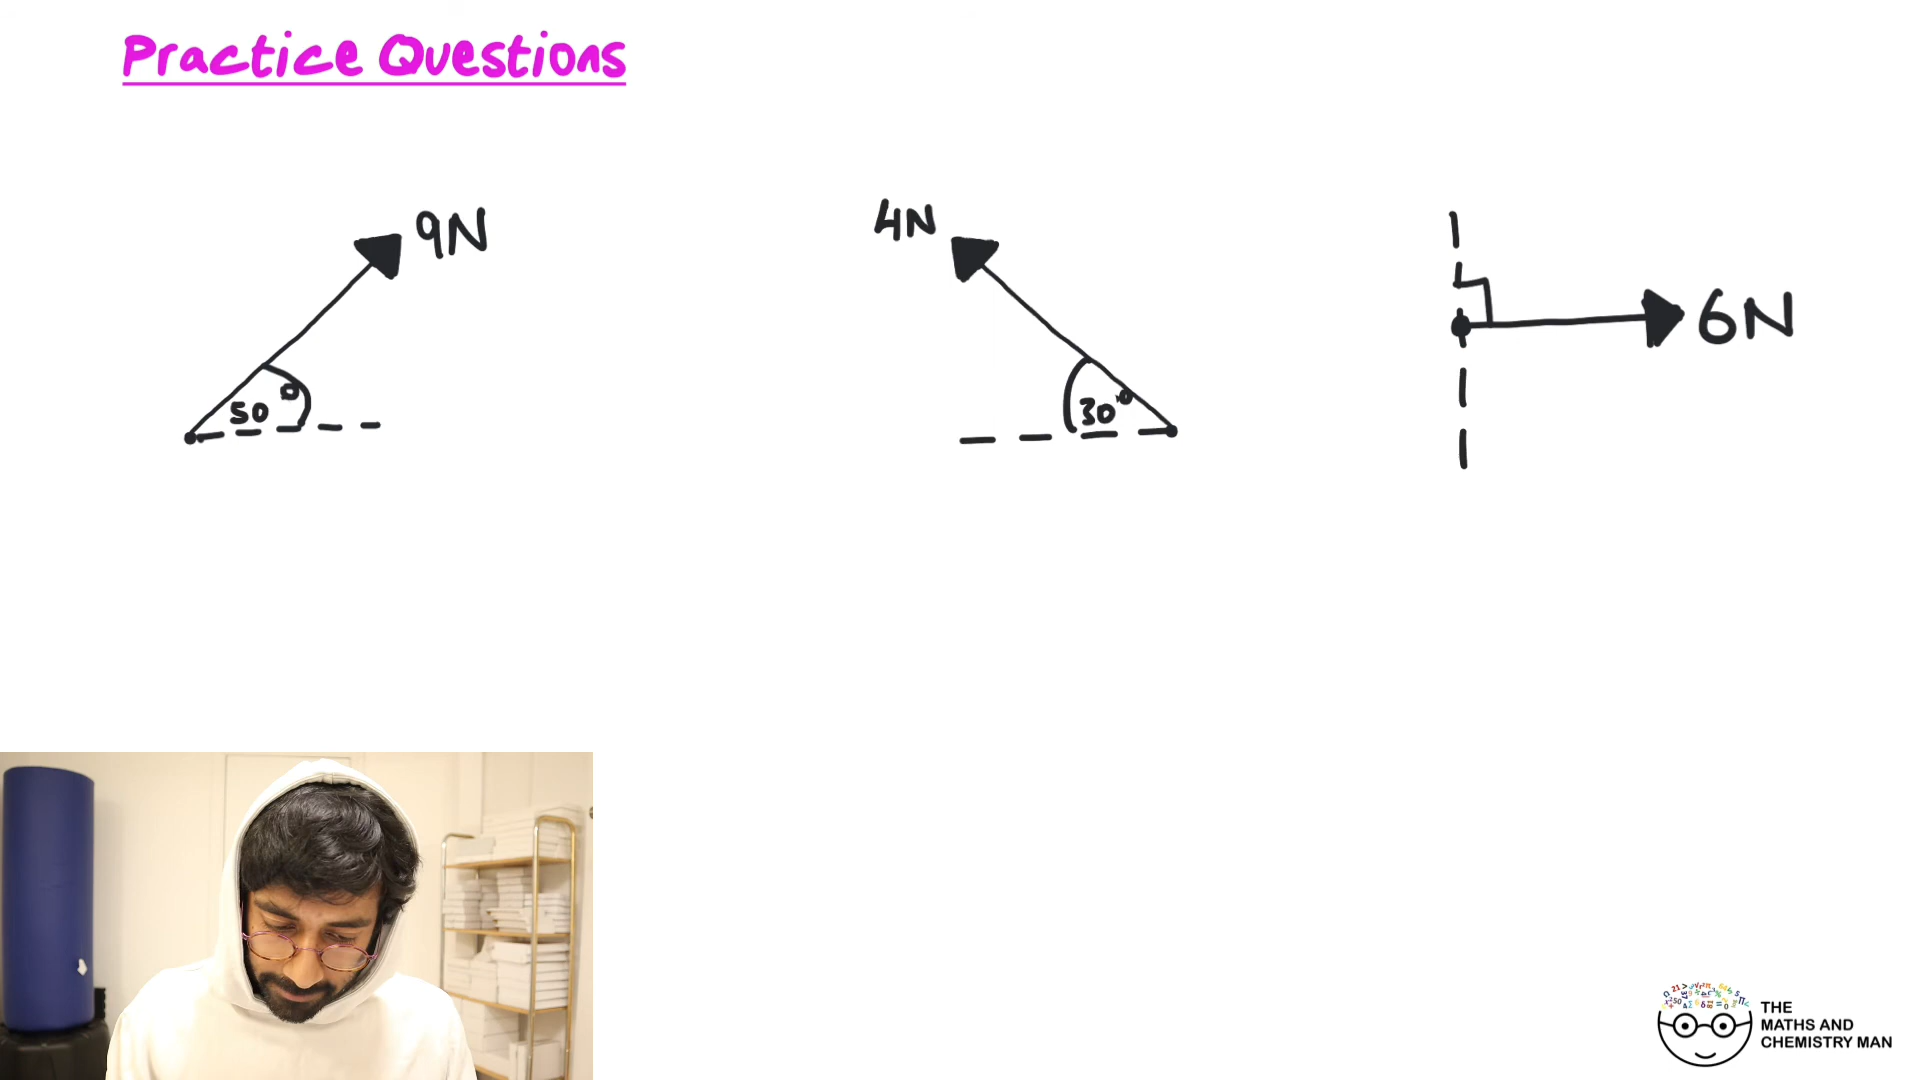 Practice Questions
9N
50°
4N
30°
6N
THE
MATHS AND
CHEMISTRY MAN